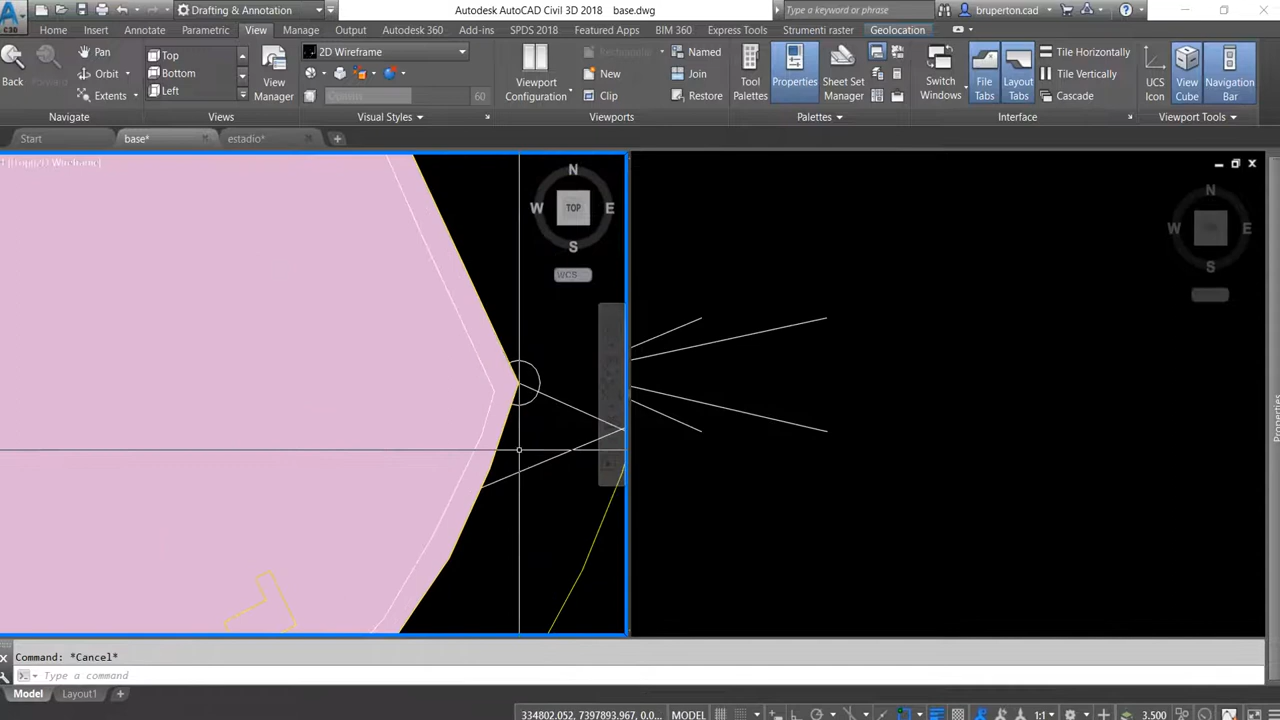 Drafting & Annotation
Autodesk AutoCAD Civil 3D 2018 base.dwg
Type a keyword or phrase
bruperton.cad
C3D
Home Insert Annotate Parametric View Manage Output Autodesk 360 Add-ins SPDS 2018 Featured Apps BIM 360 Express Tools Strumenti raster Geolocation
Back
Pan
Orbit
Extents
Navigate
Top
Bottom
Left
View
Manager
Views
2D Wireframe
60
Visual Styles
Viewport
Configuration
Named
New
Join
Clip
Restore
Viewports
Tool
Palettes
Properties
Sheet Set
Manager
Palettes
Switch
Windows
File
Tabs
Layout
Tabs
Tile Horizontally
Tile Vertically
Cascade
Interface
UCS
Icon
View
Cube
Navigation
Bar
Viewport Tools
Start base* estadio*
N
W TOP E
S
WCS
N
W E
S
Properties
Command: *Cancel*
Type a command
Model Layout1
334802.052, 7397893.967, 0.0... MODEL 1:1 3.500